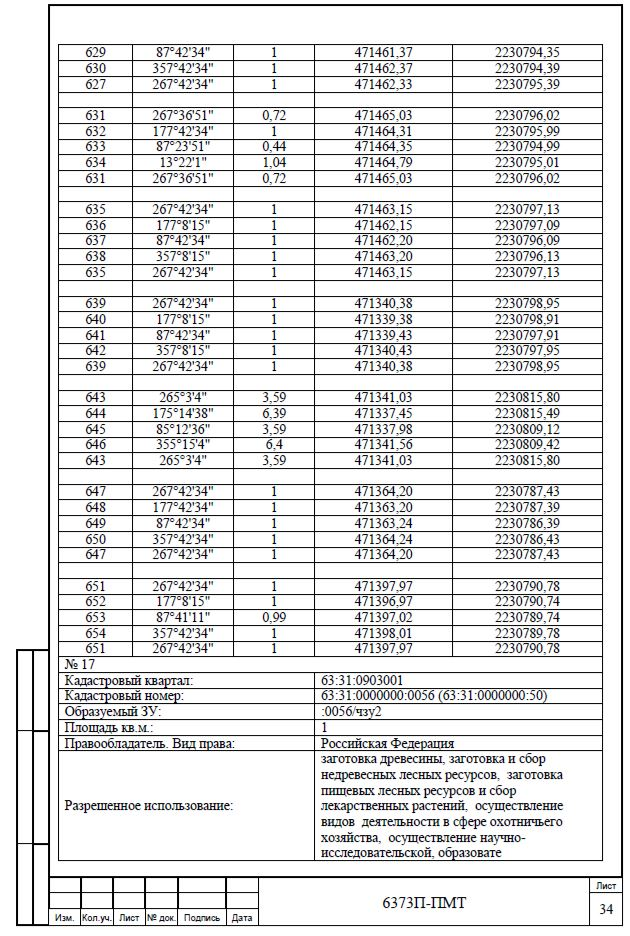 629 87°42'34" 1 471461,37 2230794,35
630 357°42'34" 1 471462,37 2230794,39
627 267°42'34" 1 471462,33 2230795,39
631 267°36'51" 0,72 471465,03 2230796,02
632 177°42'34" 1 471464,31 2230795,99
633 87°23'51" 0,44 471464,35 2230794,99
634 13°22'1" 1,04 471464,79 2230795,01
631 267°36'51" 0,72 471465,03 2230796,02
635 267°42'34" 1 471463,15 2230797,13
636 177°8'15" 1 471462,15 2230797,09
637 87°42'34" 1 471462,20 2230796,09
638 357°8'15" 1 471463,20 2230796,13
635 267°42'34" 1 471463,15 2230797,13
639 267°42'34" 1 471340,38 2230798,95
640 177°8'15" 1 471339,38 2230798,91
641 87°42'34" 1 471339,43 2230797,91
642 357°8'15" 1 471340,43 2230797,95
639 267°42'34" 1 471340,38 2230798,95
643 265°3'4" 3,59 471341,03 2230815,80
644 175°14'38" 6,39 471337,45 2230815,49
645 85°12'36" 3,59 471337,98 2230809,12
646 355°15'4" 6,4 471341,56 2230809,42
643 265°3'4" 3,59 471341,03 2230815,80
647 267°42'34" 1 471364,20 2230787,43
648 177°42'34" 1 471363,20 2230787,39
649 87°42'34" 1 471363,24 2230786,39
650 357°42'34" 1 471364,24 2230786,43
647 267°42'34" 1 471364,20 2230787,43
651 267°42'34" 1 471397,97 2230790,78
652 177°8'15" 1 471396,97 2230790,74
653 87°41'11" 0,99 471397,02 2230789,74
654 357°42'34" 1 471398,01 2230789,78
651 267°42'34" 1 471397,97 2230790,78
№ 17
Кадастровый квартал: 63:31:0903001
Кадастровый номер: 63:31:0000000:0056 (63:31:0000000:50)
Образуемый ЗУ: :0056/чзу2
Площадь кв.м.: 1
Правообладатель. Вид права: Российская Федерация
Разрешенное использование: заготовка древесины, заготовка и сбор
недревесных лесных ресурсов, заготовка
пищевых лесных ресурсов и сбор
лекарственных растений, осуществление
видов деятельности в сфере охотничьего
хозяйства, осуществление научно-
исследовательской, образовате
Изм. Кол.уч. Лист № док. Подпись Дата
6373П-ПМТ
Лист
34